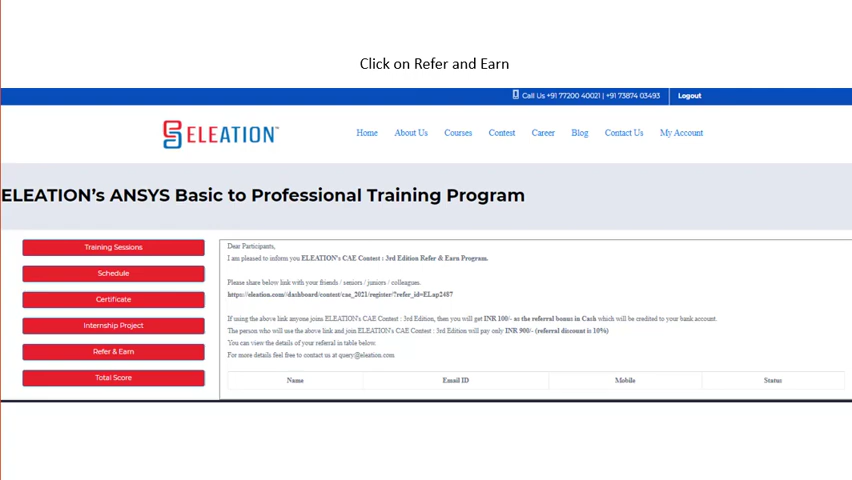 Click on Refer and Earn
Call Us +91 77200 40021 | +91 73874 03493 Logout
ELEATION
Home About Us Courses Contest Career Blog Contact Us My Account
ELEATION's ANSYS Basic to Professional Training Program
Training Sessions
Schedule
Certificate
Internship Project
Refer & Earn
Total Score
Dear Participants,
I am pleased to inform you ELEATION's CAE Contest : 3rd Edition Refer & Earn Program.
Please share below link with your friends / seniors / juniors / colleagues.
https://eleation.com//dashboard/contest/cae_2021/register/?refer_id=ELap2487
If using the above link anyone joins ELEATION's CAE Contest : 3rd Edition, then you will get INR 100/- as the referral bonus in Cash which will be credited to your bank account.
The person who will use the above link and join ELEATION's CAE Contest : 3rd Edition will pay only INR 900/- (referral discount is 10%)
You can view the details of your referral in table below.
For more details feel free to contact us at query@eleation.com
Name Email ID Mobile Status